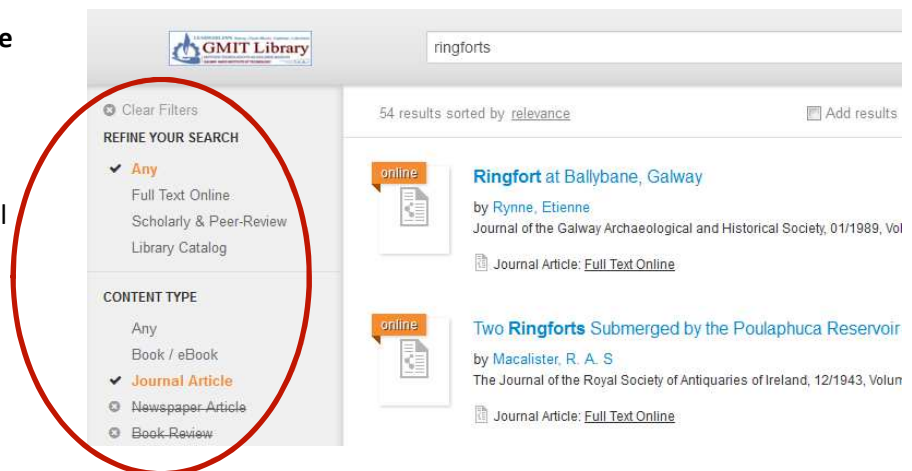 e
l
GMIT Library
ringforts
Clear Filters
REFINE YOUR SEARCH
Any
Full Text Online
Scholarly & Peer-Review
Library Catalog
CONTENT TYPE
Any
Book / eBook
Journal Article
Newspaper Article
Book Review
54 results sorted by relevance
Add results
online
Ringfort at Ballybane, Galway
by Rynne, Etienne
Journal of the Galway Archaeological and Historical Society, 01/1989, Vol
Journal Article: Full Text Online
online
Two Ringforts Submerged by the Poulaphuca Reservoir
by Macalister, R. A. S
The Journal of the Royal Society of Antiquaries of Ireland, 12/1943, Volum
Journal Article: Full Text Online